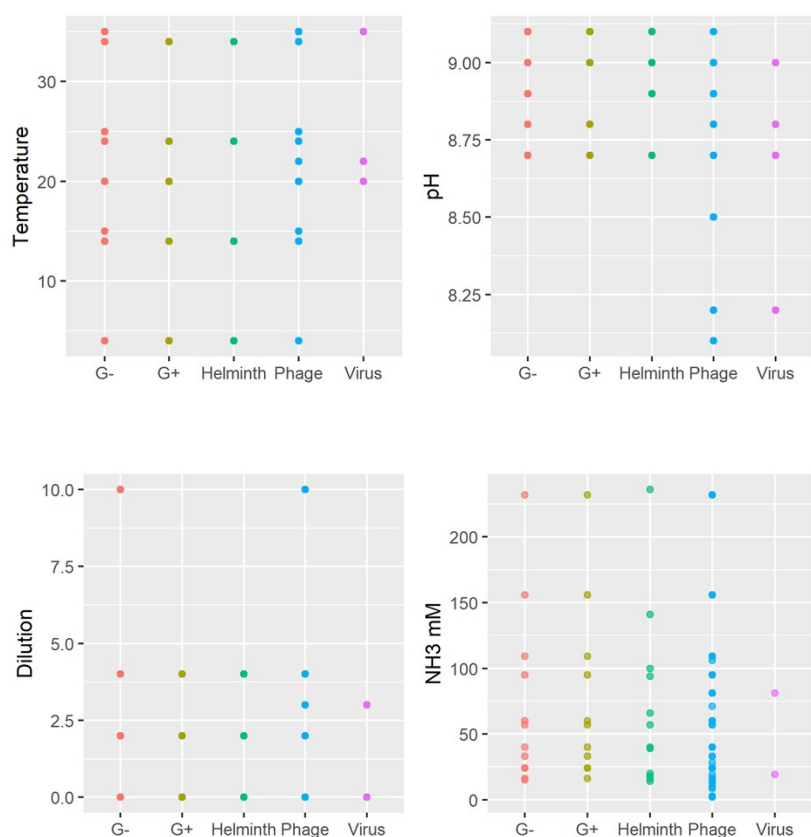 Temperature
30
20
10
G- G+ Helminth Phage Virus
pH
9.00
8.75
8.50
8.25
G- G+ Helminth Phage Virus
Dilution
10.0
7.5
5.0
2.5
0.0
G- G+ Helminth Phage Virus
NH3 mM
200
150
100
50
0
G- G+ Helminth Phage Virus